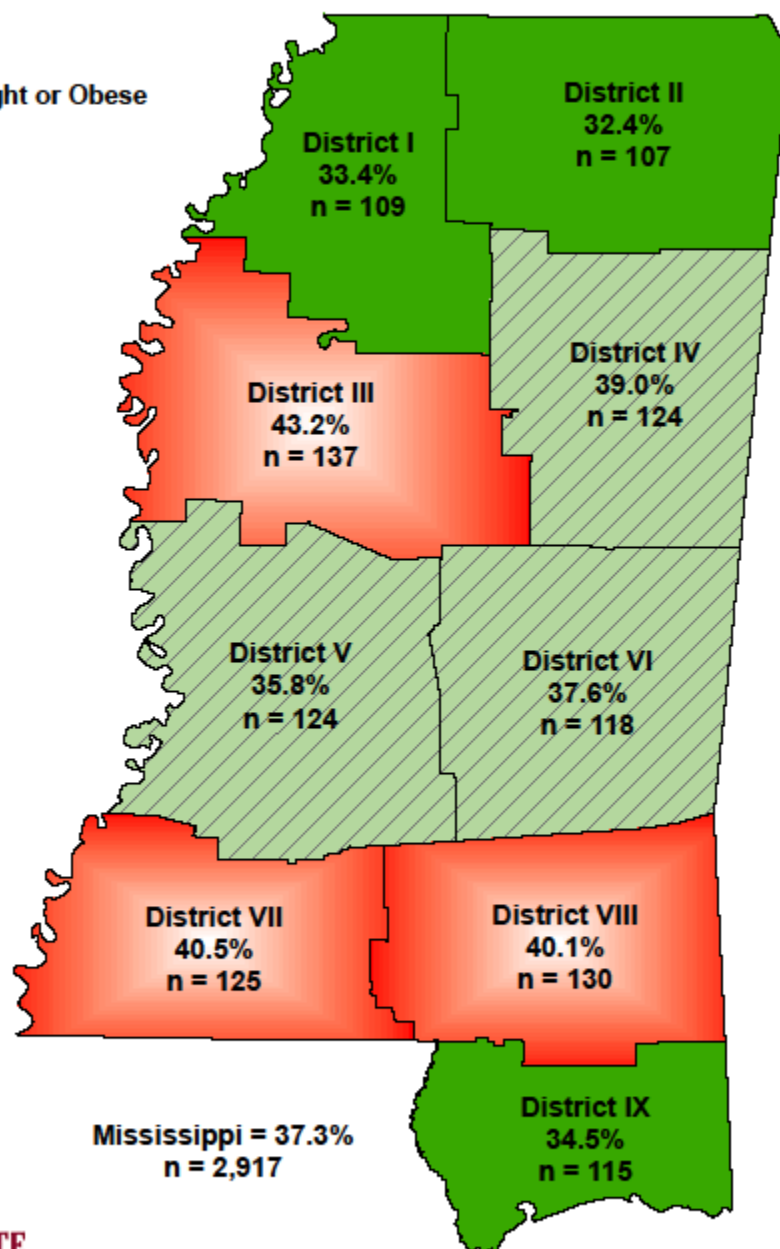 ght or Obese
District II
32.4%
n = 107
District I
33.4%
n = 109
District IV
39.0%
n = 124
District III
43.2%
n = 137
District V
35.8%
n = 124
District VI
37.6%
n = 118
District VII
40.5%
n = 125
District VIII
40.1%
n = 130
District IX
34.5%
n = 115
Mississippi = 37.3%
n = 2,917
TE